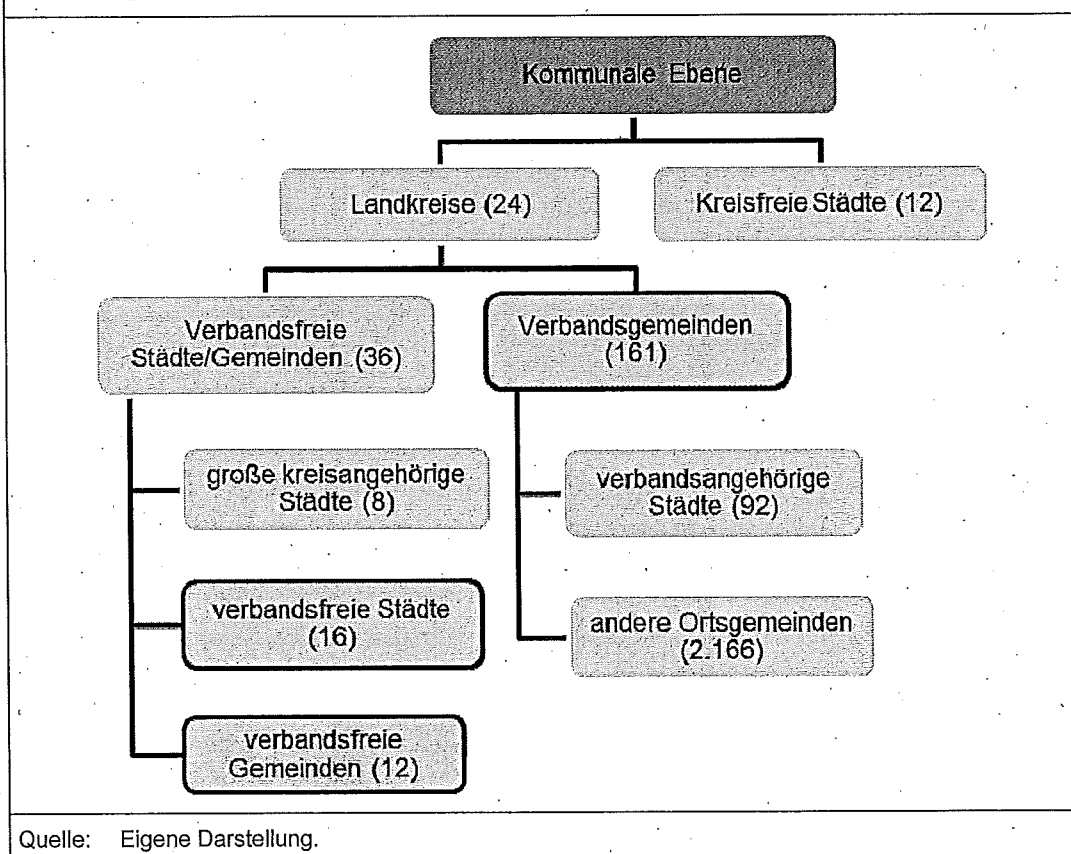 Kommunale Ebene
Landkreise (24)
Kreisfreie Städte (12)
Verbandsfreie
Städte/Gemeinden (36)
Verbandsgemeinden
(161)
große kreisangehörige
Städte (8)
verbandsangehörige
Städte (92)
verbandsfreie Städte
(16)
andere Ortsgemeinden
(2.166)
verbandsfreie
Gemeinden (12)
Quelle: Eigene Darstellung.